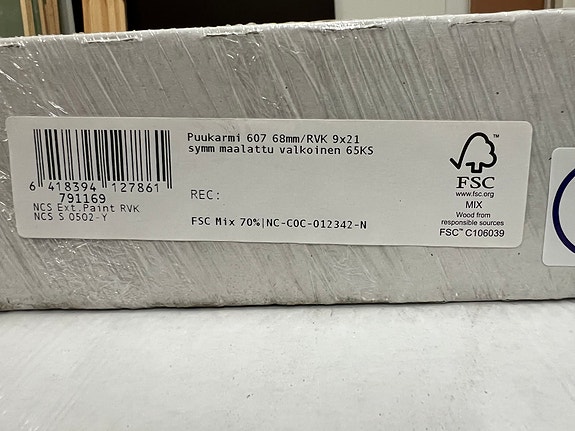 Puukarmi 607 68mm/RVK 9x21
symm maalattu valkoinen 65KS
6 418394 127861
791169
NCS Ext.Paint RVK
NCS S 0502-Y
REC:
FSC Mix 70%|NC-COC-012342-N
FSC
www.fsc.org
MIX
Wood from
responsible sources
FSC™ C106039